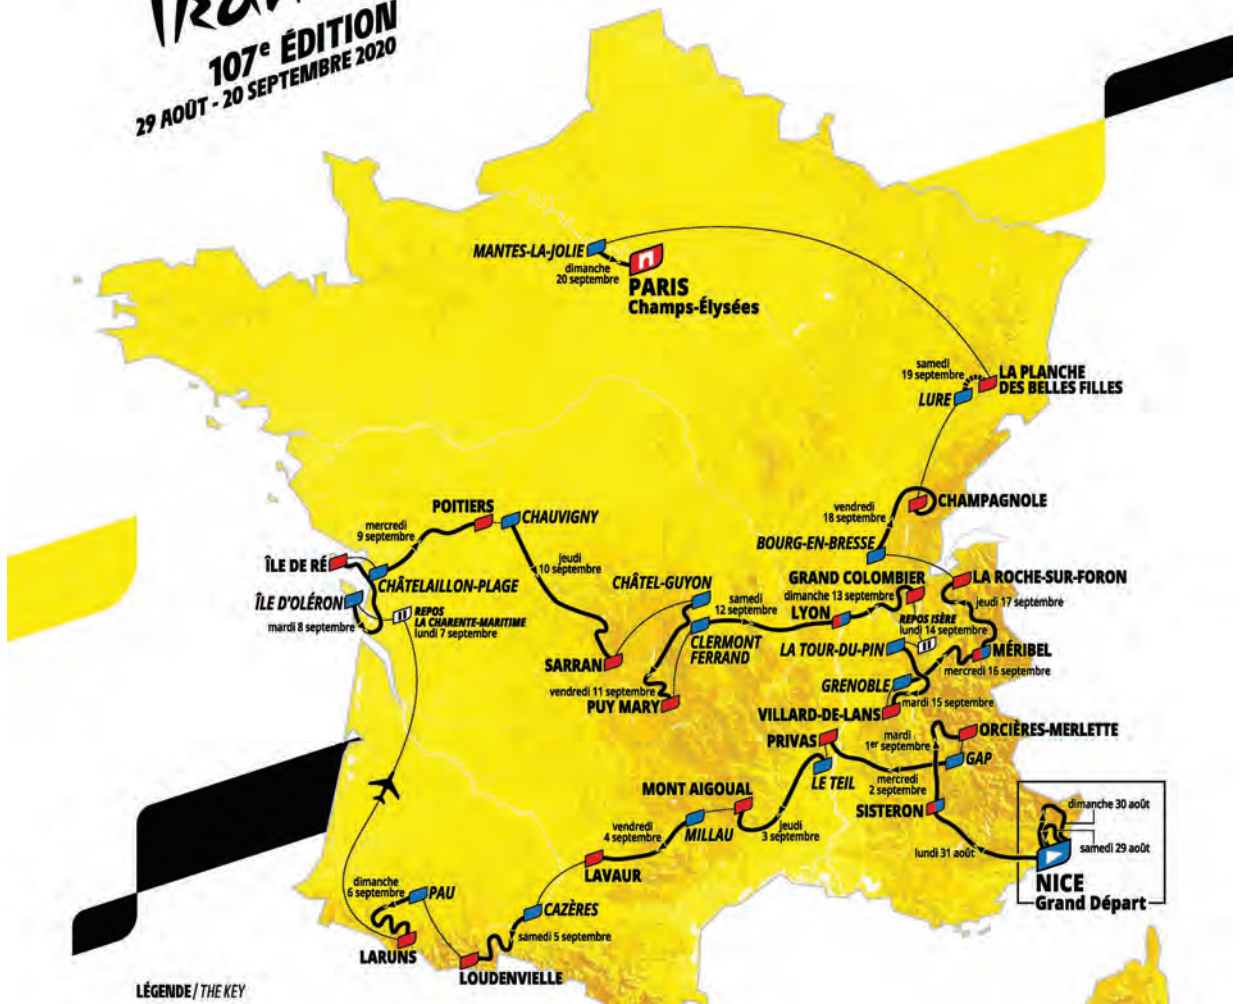 107e ÉDITION
29 AOÛT - 20 SEPTEMBRE 2020
MANTES-LA-JOLIE
dimanche
20 septembre
PARIS
Champs-Élysées
samedi
19 septembre
LA PLANCHE
DES BELLES FILLES
LURE
CHAMPAGNOLE
vendredi
18 septembre
BOURG-EN-BRESSE
POITIERS
CHAUVIGNY
mercredi
9 septembre
ÎLE DE RÉ
CHÂTELAILLON-PLAGE
jeudi
10 septembre
ÎLE D'OLÉRON
mardi 8 septembre
REPOS
LA CHARENTE-MARITIME
lundi 7 septembre
CHÂTEL-GUYON
samedi
12 septembre
CLERMONT
FERRAND
SARRAN
vendredi 11 septembre
PUY MARY
GRAND COLOMBIER
dimanche 13 septembre
LYON
LA ROCHE-SUR-FORON
jeudi 17 septembre
REPOS ISÈRE
lundi 14 septembre
LA TOUR-DU-PIN
MÉRIBEL
mercredi 16 septembre
GRENOBLE
mardi 15 septembre
VILLARD-DE-LANS
ORCIÈRES-MERLETTE
mardi
1er septembre
PRIVAS
GAP
LE TEIL
mercredi
2 septembre
MONT AIGOUAL
SISTERON
jeudi
3 septembre
MILLAU
vendredi
4 septembre
LAVAUR
lundi 31 août
dimanche 30 août
samedi 29 août
NICE
Grand Départ
dimanche
6 septembre
PAU
CAZÈRES
samedi 5 septembre
LARUNS
LOUDENVIELLE
LÉGENDE / THE KEY